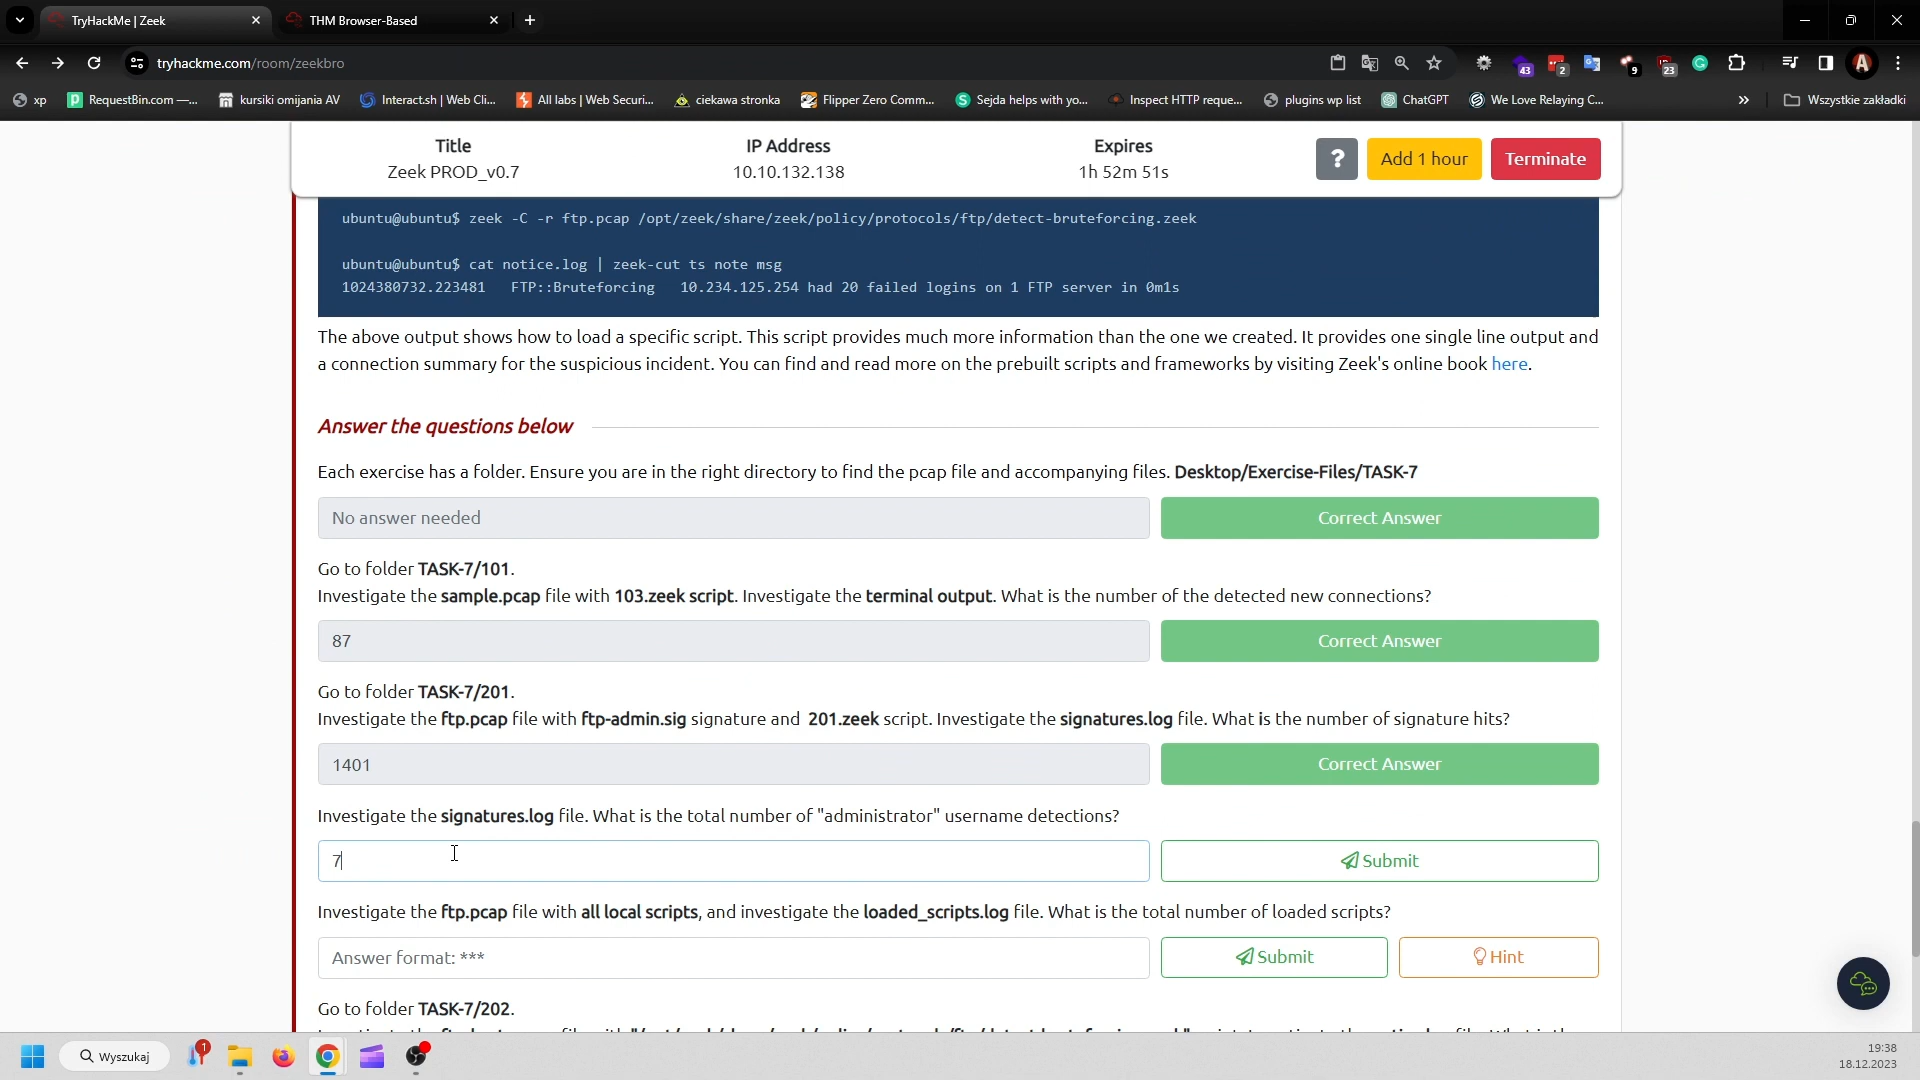 TryHackMe | Zeek
THM Browser-Based
tryhackme.com/room/zeekbro
43
2
9
23
A
xp
RequestBin.com —...
kursiki omijania AV
Interact.sh | Web Cli...
All labs | Web Securi...
ciekawa stronka
Flipper Zero Comm...
Sejda helps with yo...
Inspect HTTP reque...
plugins wp list
ChatGPT
We Love Relaying C...
»
Wszystkie zakładki
Title
IP Address
Expires
Zeek PROD_v0.7
10.10.132.138
1h 52m 51s
?
Add 1 hour
Terminate
ubuntu@ubuntu$ zeek -C -r ftp.pcap /opt/zeek/share/zeek/policy/protocols/ftp/detect-bruteforcing.zeek
ubuntu@ubuntu$ cat notice.log | zeek-cut ts note msg
1024380732.223481 FTP::Bruteforcing 10.234.125.254 had 20 failed logins on 1 FTP server in 0m1s
The above output shows how to load a specific script. This script provides much more information than the one we created. It provides one single line output and
a connection summary for the suspicious incident. You can find and read more on the prebuilt scripts and frameworks by visiting Zeek's online book here.
Answer the questions below
Each exercise has a folder. Ensure you are in the right directory to find the pcap file and accompanying files. Desktop/Exercise-Files/TASK-7
No answer needed
Correct Answer
Go to folder TASK-7/101.
Investigate the sample.pcap file with 103.zeek script. Investigate the terminal output. What is the number of the detected new connections?
87
Correct Answer
Go to folder TASK-7/201.
Investigate the ftp.pcap file with ftp-admin.sig signature and 201.zeek script. Investigate the signatures.log file. What is the number of signature hits?
1401
Correct Answer
Investigate the signatures.log file. What is the total number of "administrator" username detections?
7
Submit
Investigate the ftp.pcap file with all local scripts, and investigate the loaded_scripts.log file. What is the total number of loaded scripts?
Answer format: ***
Submit
Hint
Go to folder TASK-7/202.
Wyszukaj
1
19:38
18.12.2023